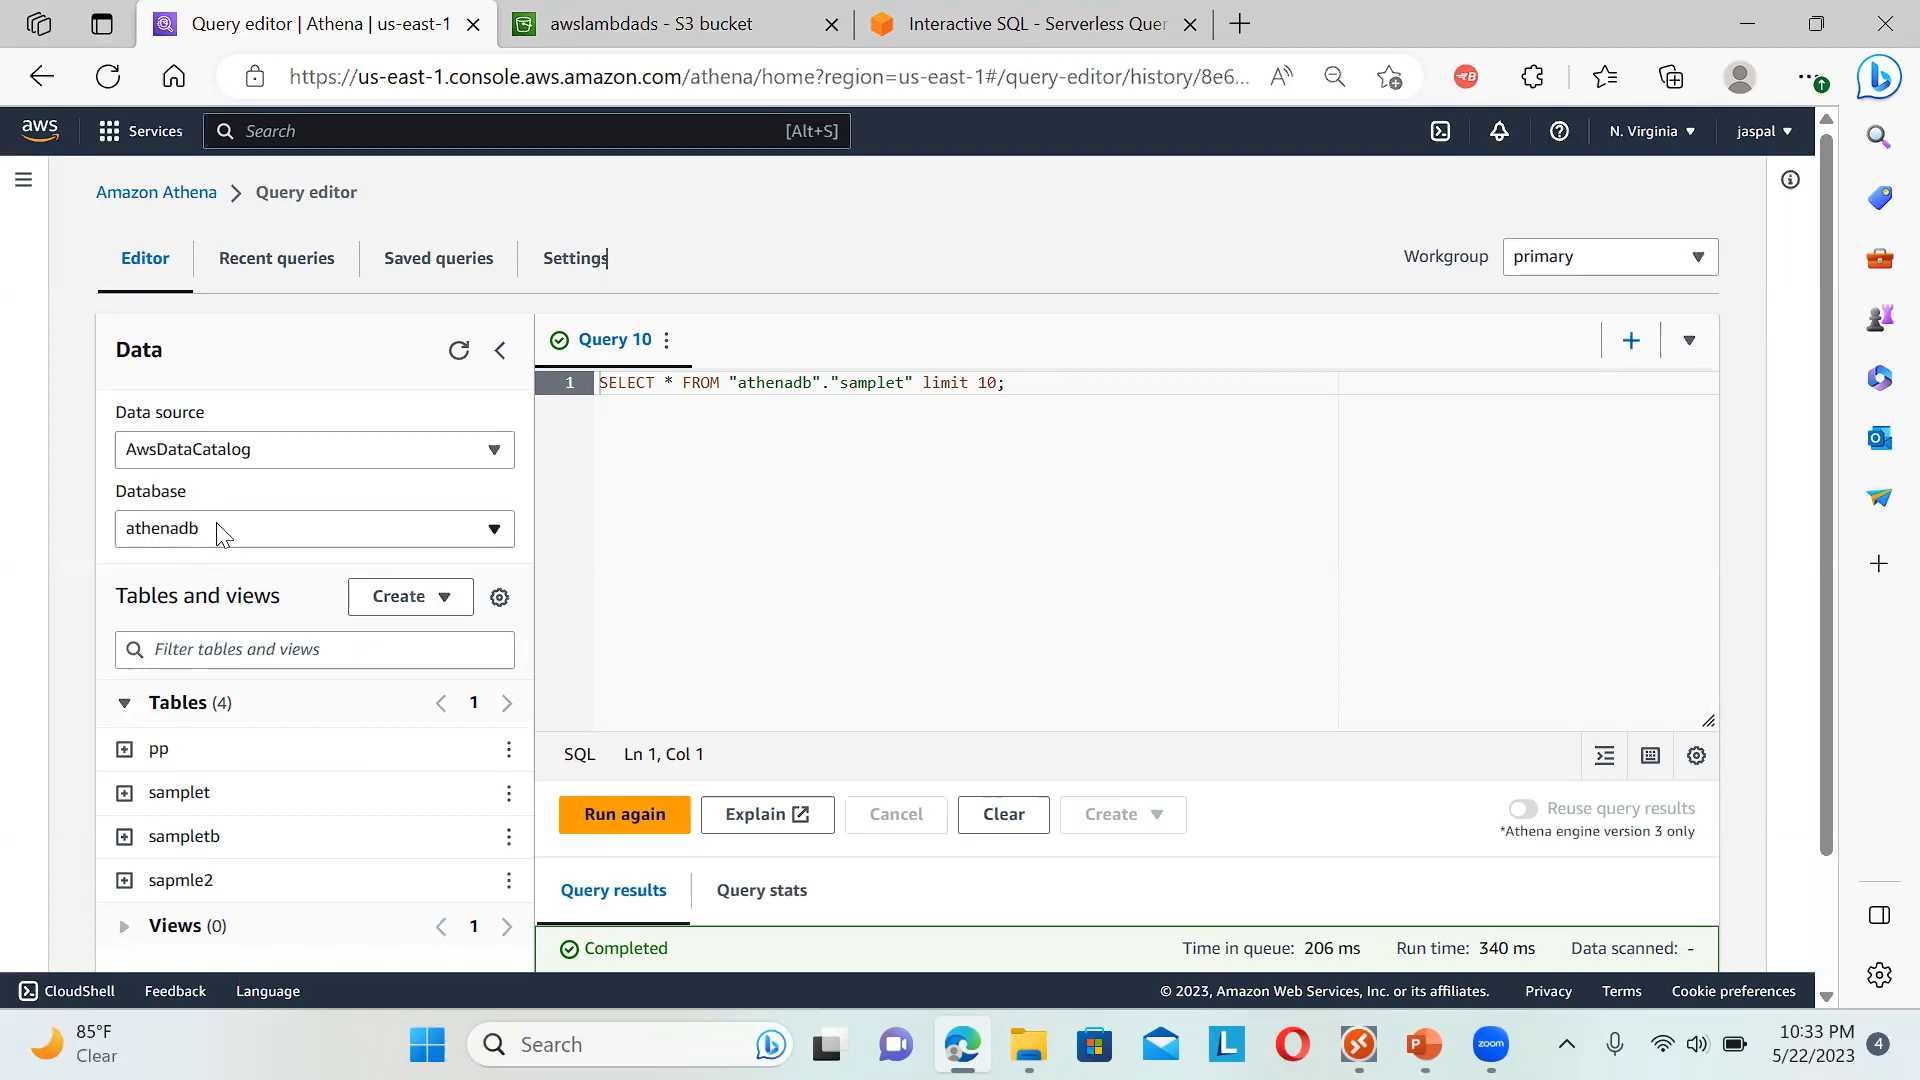 Query editor | Athena | us-east-1
awslambdads - S3 bucket
Interactive SQL - Serverless Quer
https://us-east-1.console.aws.amazon.com/athena/home?region=us-east-1#/query-editor/history/8e6...
aws
Services
Search
[Alt+S]
N. Virginia
jaspal
Amazon Athena
Query editor
Editor
Recent queries
Saved queries
Settings
Workgroup
primary
Data
Query 10
1
SELECT * FROM "athenadb"."samplet" limit 10;
Data source
AwsDataCatalog
Database
athenadb
Tables and views
Create
Filter tables and views
Tables (4)
1
pp
samplet
sampletb
sapmle2
Views (0)
1
SQL
Ln 1, Col 1
Run again
Explain
Cancel
Clear
Create
Reuse query results
*Athena engine version 3 only
Query results
Query stats
Completed
Time in queue: 206 ms
Run time: 340 ms
Data scanned: -
CloudShell
Feedback
Language
© 2023, Amazon Web Services, Inc. or its affiliates.
Privacy
Terms
Cookie preferences
85°F
Clear
Search
zoom
10:33 PM
5/22/2023
4